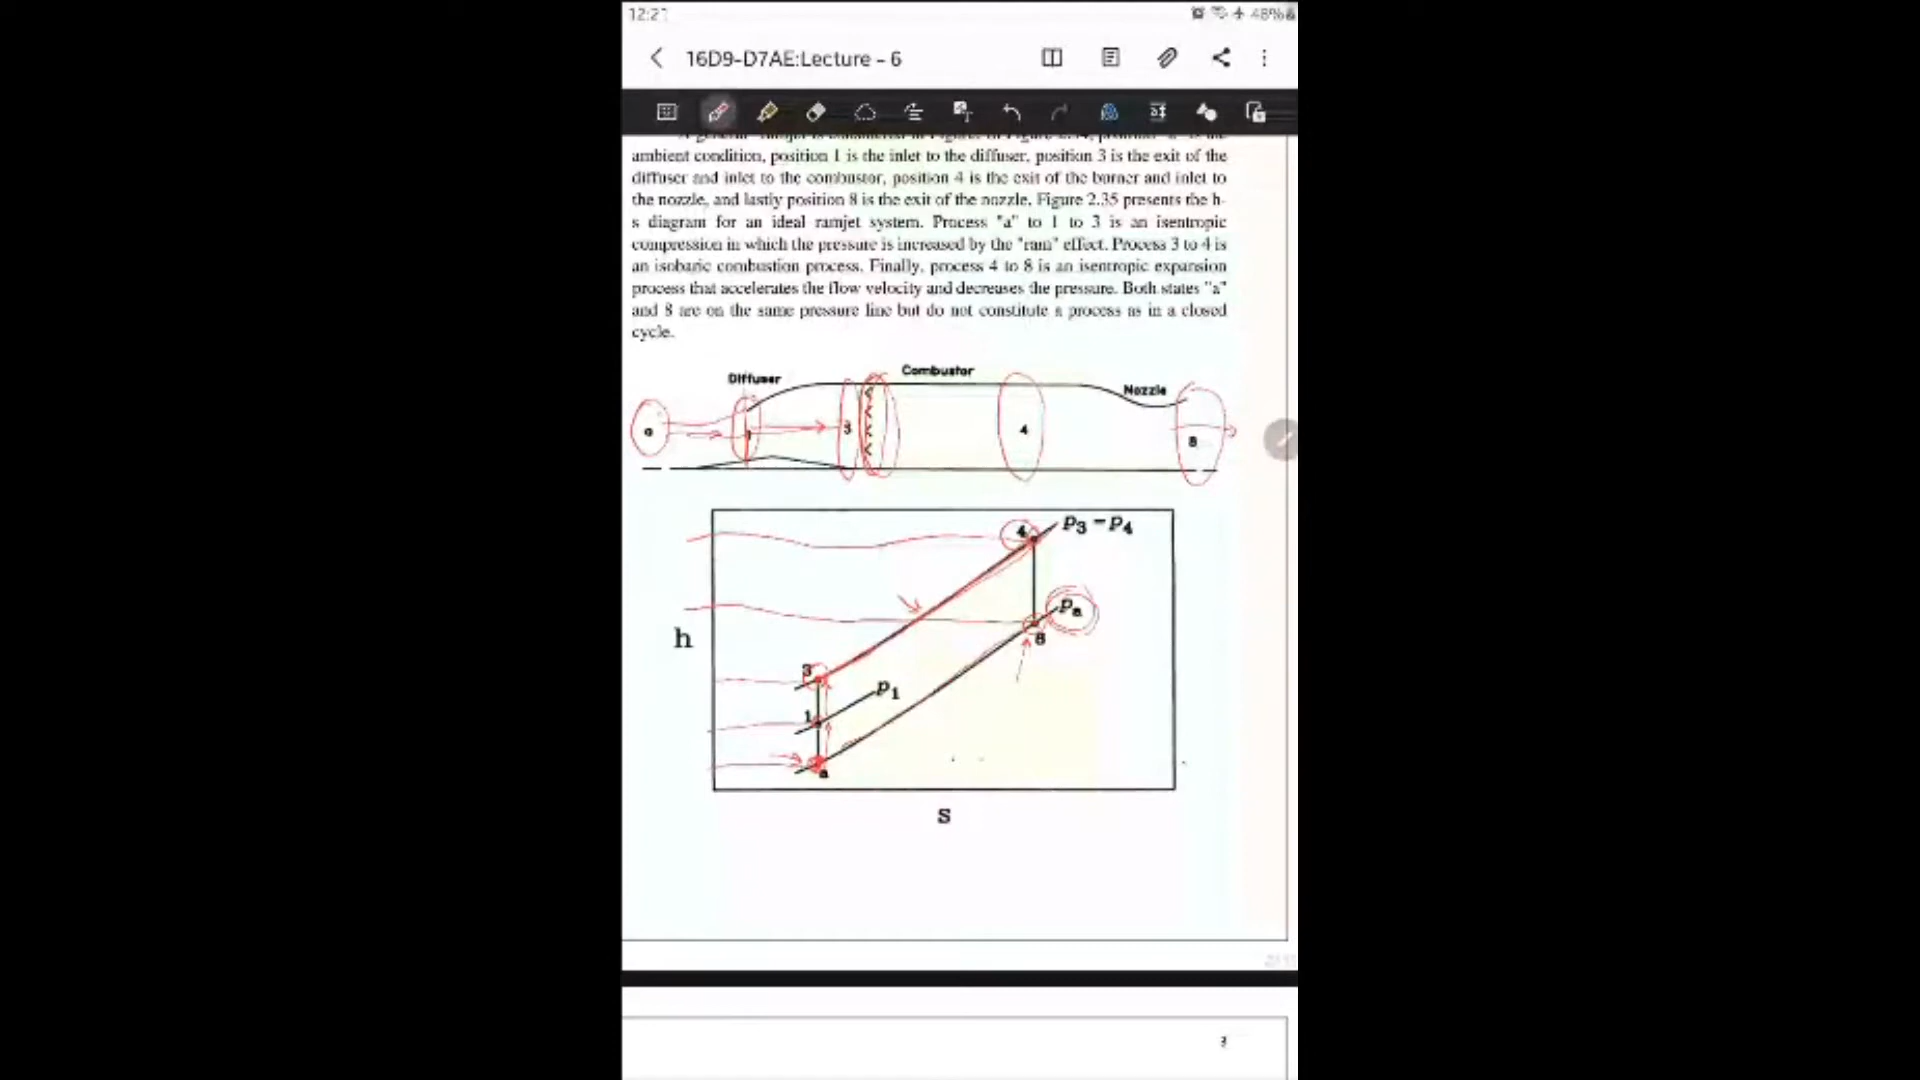 12:21
48%
16D9-D7AE:Lecture - 6
ambient condition, position 1 is the inlet to the diffuser, position 3 is the exit of the
diffuser and inlet to the combustor, position 4 is the exit of the burner and inlet to
the nozzle, and lastly position 8 is the exit of the nozzle. Figure 2.35 presents the h-
s diagram for an ideal ramjet system. Process "a" to 1 to 3 is an isentropic
compression in which the pressure is increased by the "ram" effect. Process 3 to 4 is
an isobaric combustion process. Finally, process 4 to 8 is an isentropic expansion
process that accelerates the flow velocity and decreases the pressure. Both states "a"
and 8 are on the same pressure line but do not constitute a process as in a closed
cycle.
Combustor
Diffuser
Nozzle
a 1 3 4 8
4 p3 = p4
pa
h
8
3
p1
1
a
s